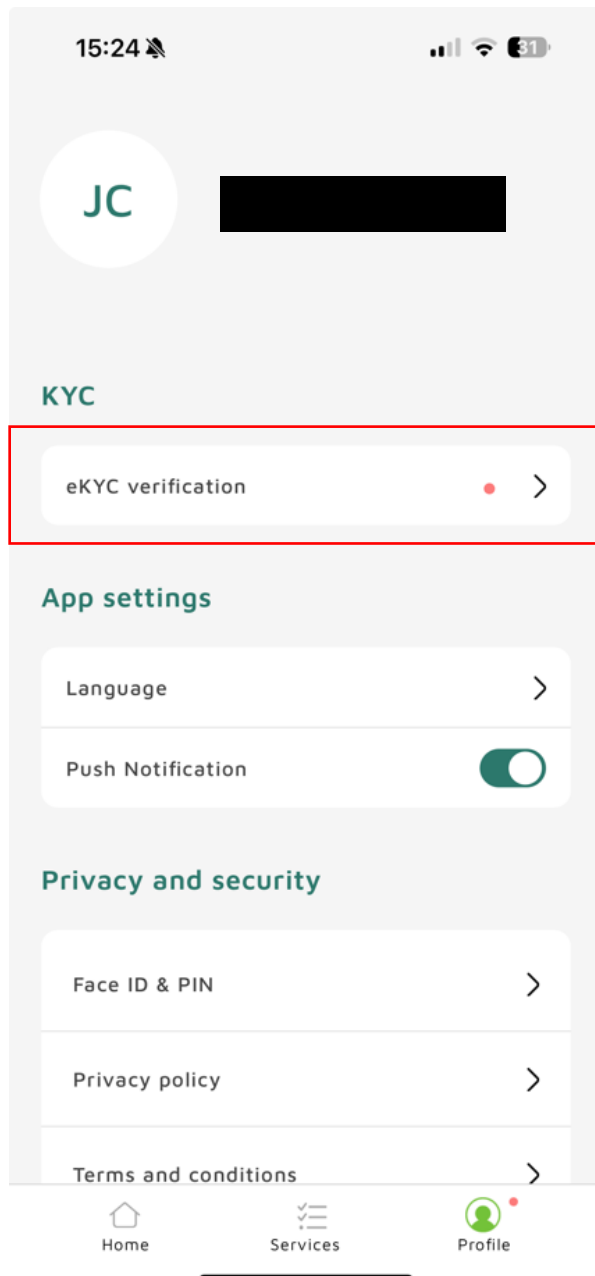 15:24
31
JC
KYC
eKYC verification
App settings
Language
Push Notification
Privacy and security
Face ID & PIN
Privacy policy
Terms and conditions
Home Services Profile